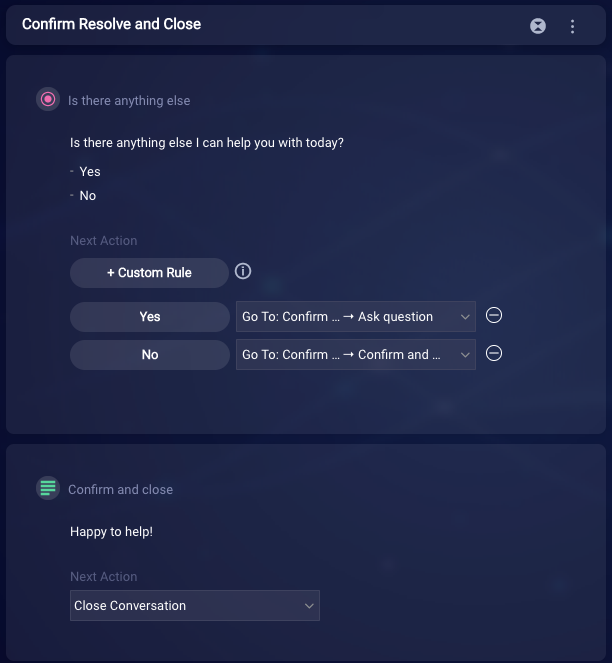 Confirm Resolve and Close
Is there anything else
Is there anything else I can help you with today?
- Yes
- No
Next Action
+ Custom Rule
Yes
Go To: Confirm ... → Ask question
No
Go To: Confirm ... → Confirm and ...
Confirm and close
Happy to help!
Next Action
Close Conversation